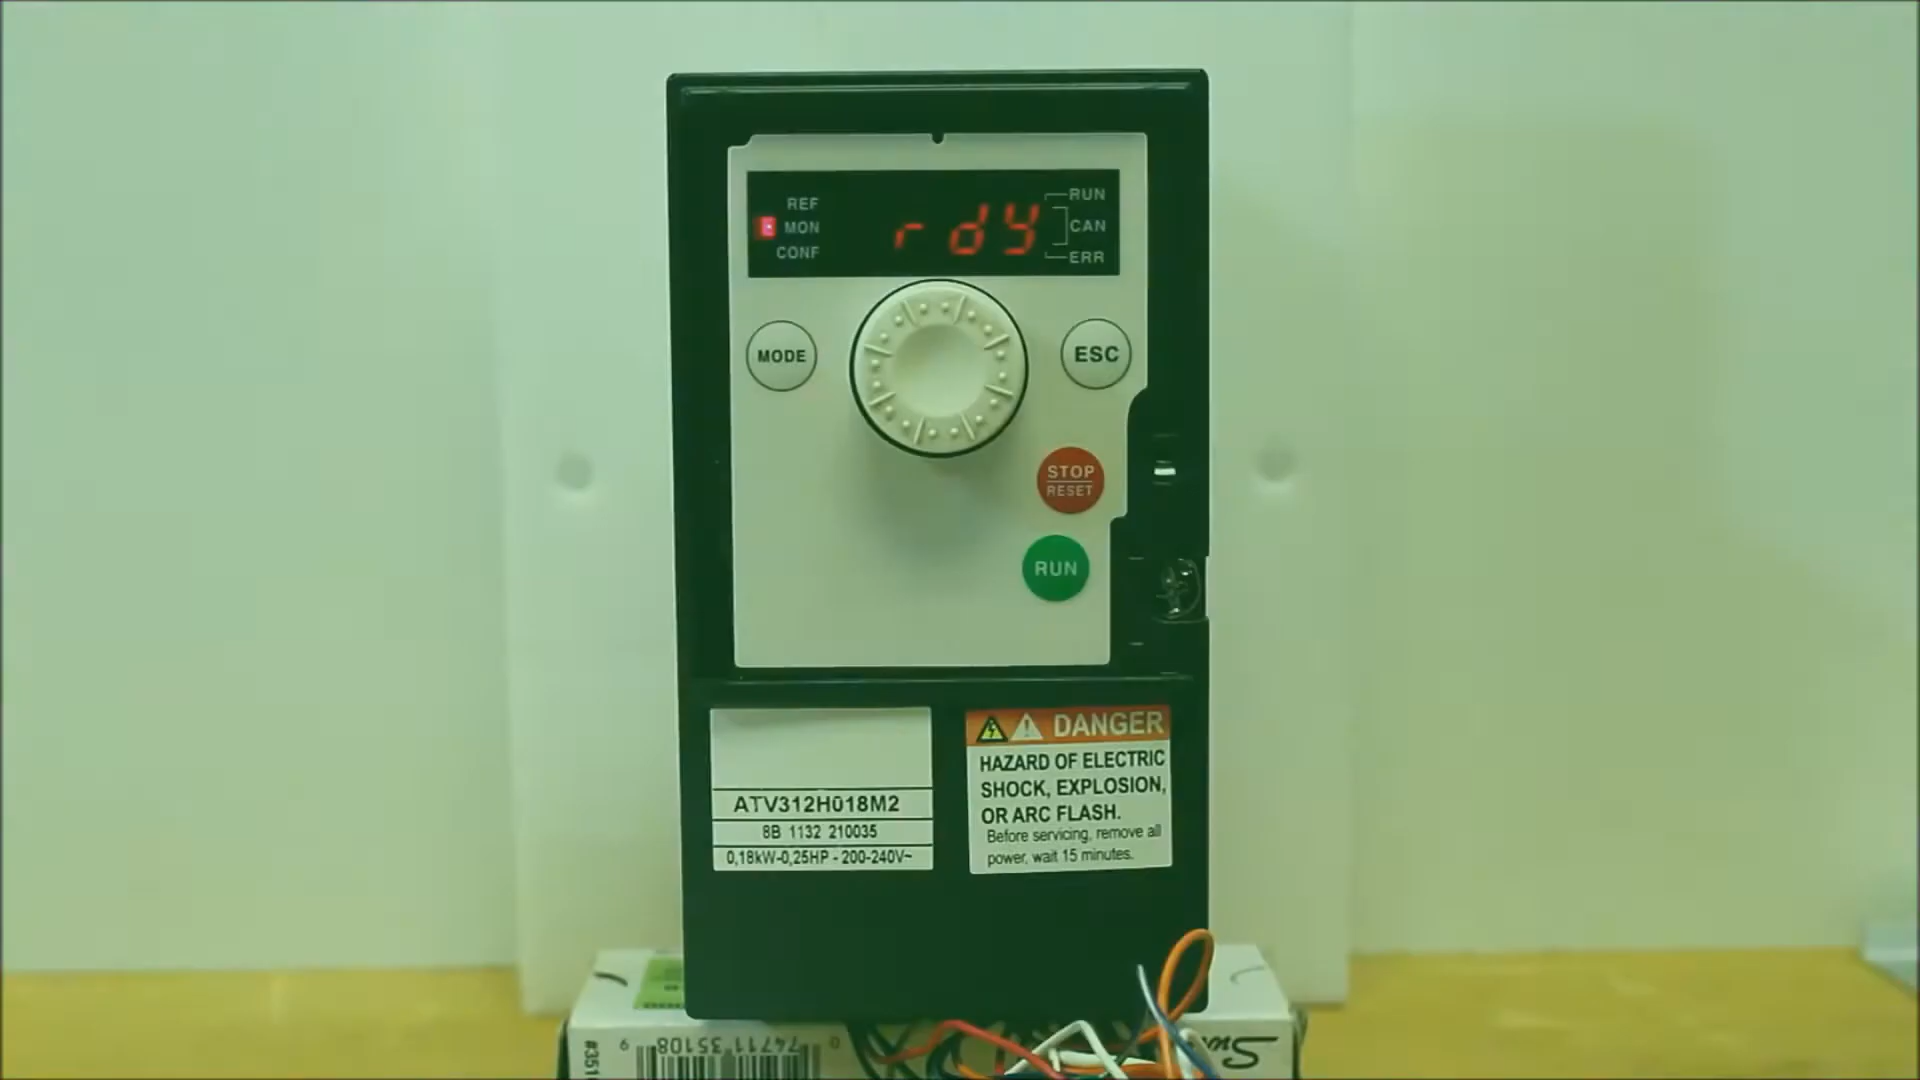 REF
MON
CONF
rdY
RUN
CAN
ERR
MODE
ESC
STOP
RESET
RUN
DANGER
HAZARD OF ELECTRIC
SHOCK, EXPLOSION,
OR ARC FLASH.
Before servicing, remove all
power, wait 15 minutes.
ATV312H018M2
8B 1132 210035
0,18kW-0,25HP - 200-240V~
74711 35108